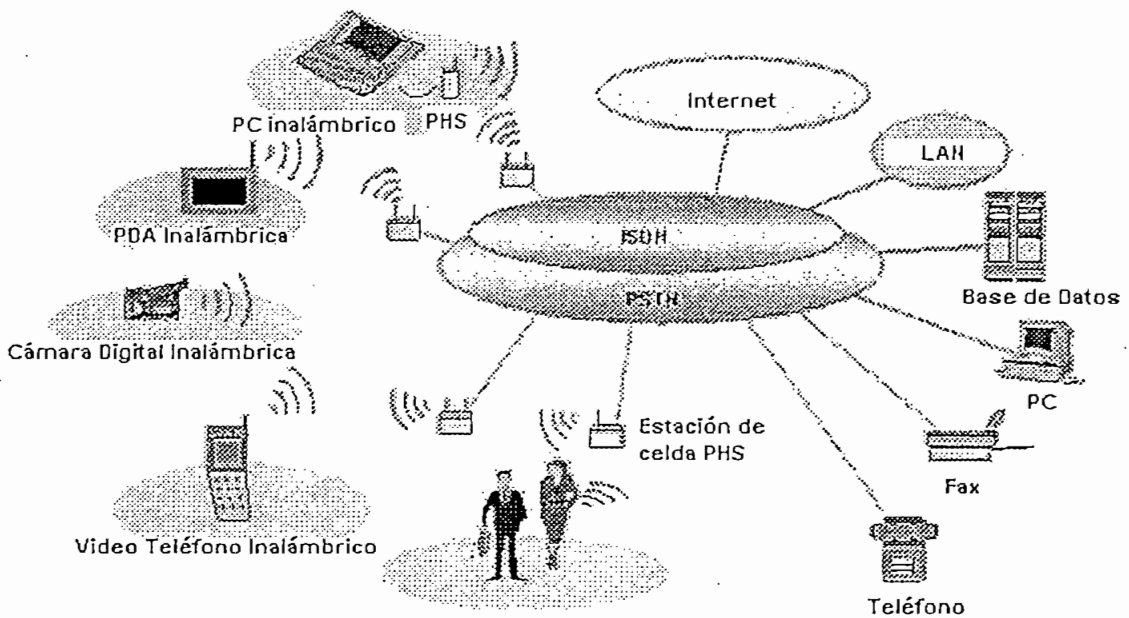 PC inalámbrico PHS
Internet
LAN
PDA Inalámbrica
ISDN
PSTN
Base de Datos
Cámara Digital Inalámbrica
PC
Estación de
celda PHS
Fax
Video Teléfono Inalámbrico
Teléfono